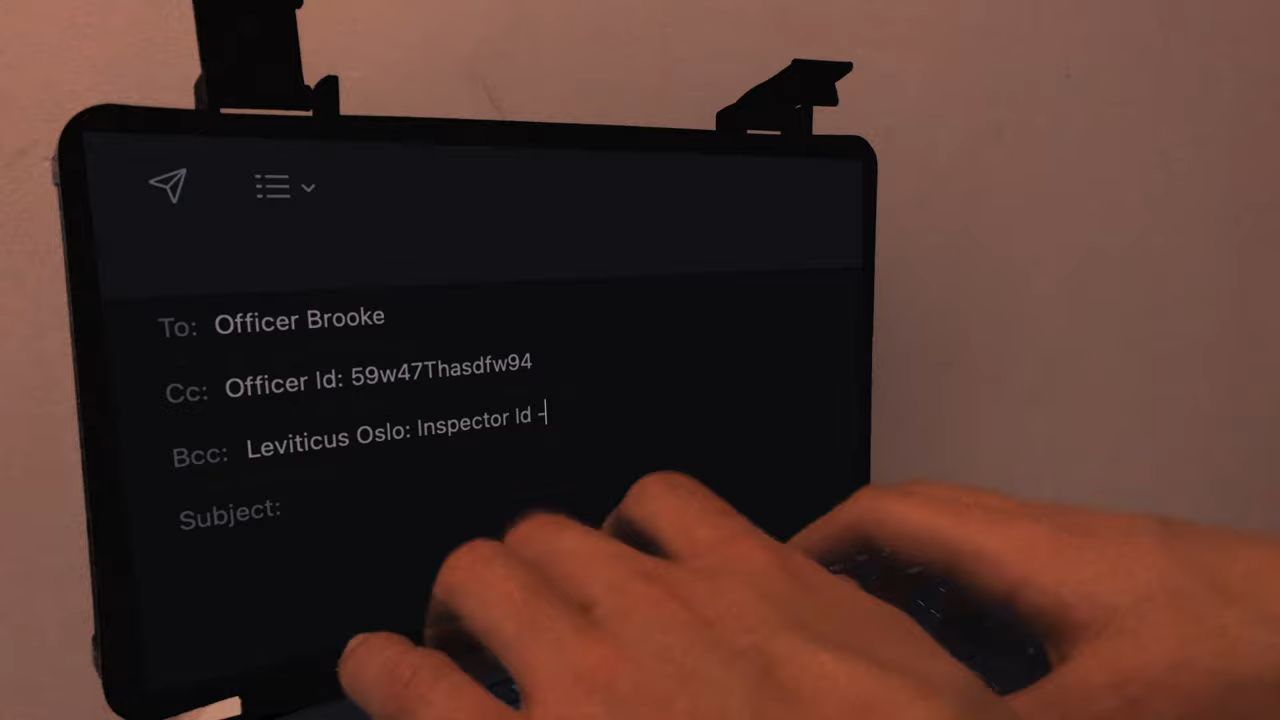 To: Officer Brooke
Cc: Officer Id: 59w47Thasdfw94
Bcc: Leviticus Oslo: Inspector Id -
Subject: